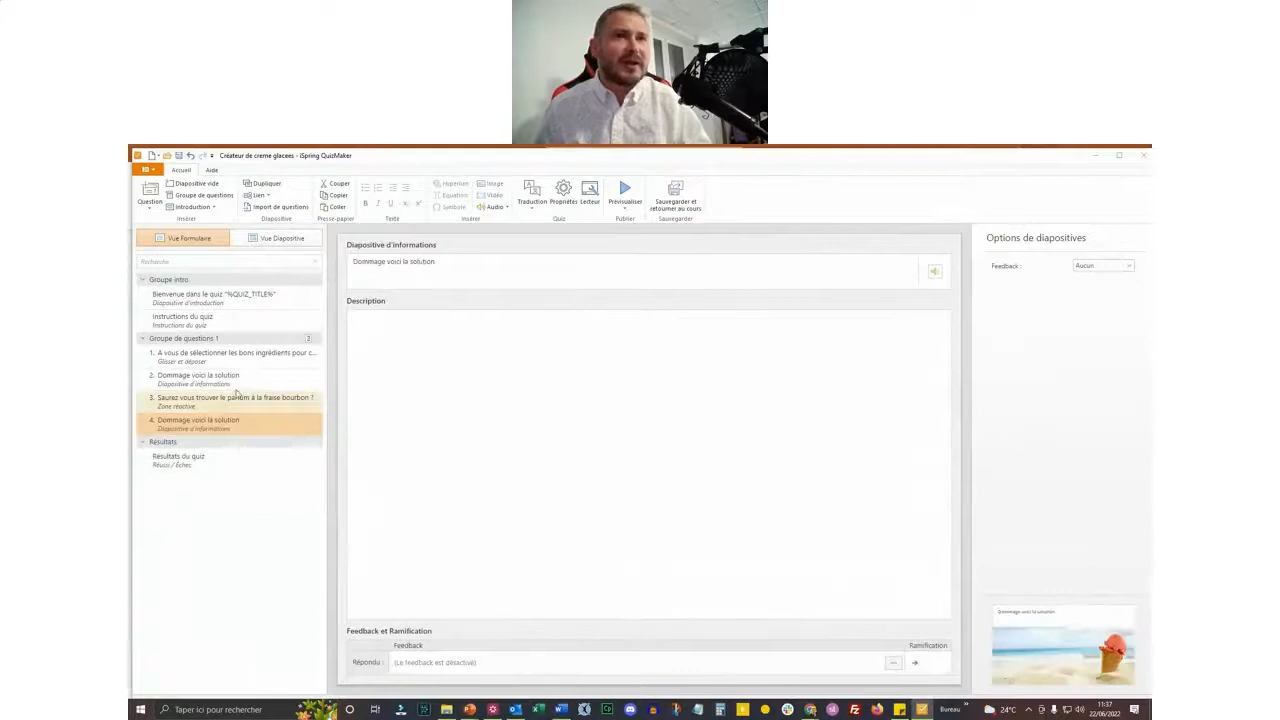 Créateur de creme glacees - iSpring QuizMaker
Accueil Aide
Question
Diapositive vide
Groupe de questions
Introduction
Insérer
Dupliquer
Lien
Import de questions
Diapositive
Couper
Copier
Coller
Presse-papier
B I U
Texte
Hyperlien
Equation
Symbole
Image
Vidéo
Audio
Insérer
Traduction Propriétés Lecteur
Quiz
Prévisualiser
Publier
Sauvegarder et
retourner au cours
Sauvegarder
Vue Formulaire
Vue Diapositive
Recherche
Groupe intro
Bienvenue dans le quiz "%QUIZ_TITLE%"
Diapositive d'introduction
Instructions du quiz
Instructions du quiz
Groupe de questions 1
1. A vous de sélectionner les bons ingrédients pour c...
Glisser et déposer
2. Dommage voici la solution
Diapositive d'informations
3. Saurez vous trouver le parfum à la fraise bourbon ?
Zone réactive
4. Dommage voici la solution
Diapositive d'informations
Résultats
Résultats du quiz
Réussi / Échec
Diapositive d'informations
Dommage voici la solution
Description
Feedback et Ramification
Feedback Ramification
Répondu : (Le feedback est désactivé)
Options de diapositives
Feedback : Aucun
Dommage voici la solution
Taper ici pour rechercher
Bureau
24°C
11:37
22/06/2022